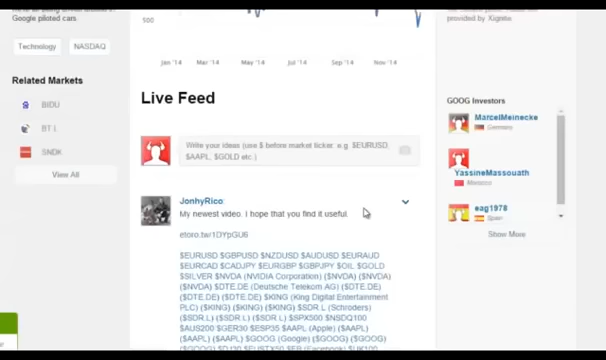 Google piloted cars.
Technology
NASDAQ
Related Markets
BIDU
BT.L
SNDK
View All
500
Jan '14
Mar '14
May '14
Jul '14
Sep '14
Nov '14
Live Feed
Write your ideas (use $ before market ticker: e.g. $EURUSD,
$AAPL, $GOLD etc.)
JonhyRico
My newest video. I hope that you find it useful.
etoro.tw/1DYpGU6
$EURUSD $GBPUSD $NZDUSD $AUDUSD $EURAUD
$EURCAD $CADJPY $EURGBP $GBPJPY $OIL $GOLD
$SILVER $NVDA (NVIDIA Corporation) ($NVDA) ($NVDA)
($NVDA) $DTE.DE (Deutsche Telekom AG) ($DTE.DE)
($DTE.DE) ($DTE.DE) $KING (King Digital Entertainment
PLC) ($KING) ($KING) ($KING) $SDR.L (Schroders)
($SDR.L) ($SDR.L) ($SDR.L) $SPX500 $NSDQ100
$AUS200 $GER30 $ESP35 $AAPL (Apple) ($AAPL)
($AAPL) ($AAPL) $GOOG (Google) ($GOOG) ($GOOG)
($GOOG) $DJ30 $EUSTX50 $FB (Facebook) $UK100
provided by Xignite.
GOOG Investors
MarcelMeinecke
Germany
YassineMassouath
Morocco
eag1978
Spain
Show More